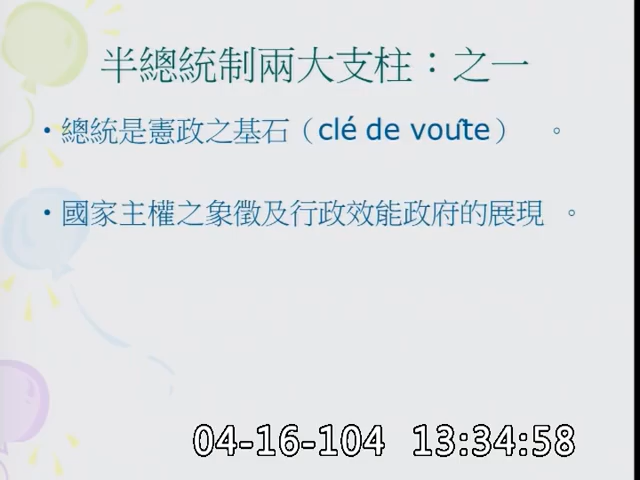 半總統制兩大支柱：之一
・總統是憲政之基石（clé de voûte） 。
・國家主權之象徵及行政效能政府的展現 。
04-16-104 13:34:58